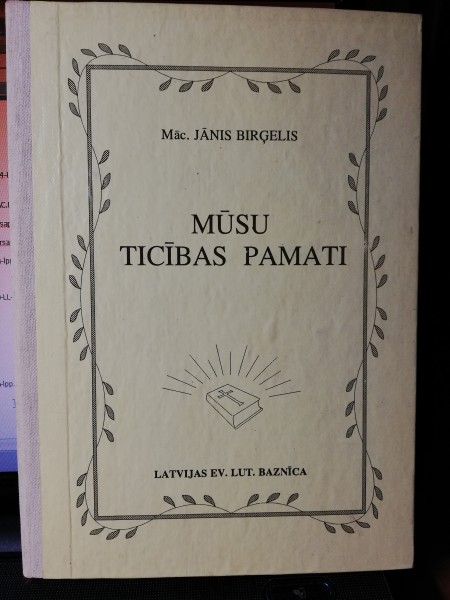 Māc. JĀNIS BIRĢELIS
MŪSU
TICĪBAS PAMATI
LATVIJAS EV. LUT. BAZNĪCA